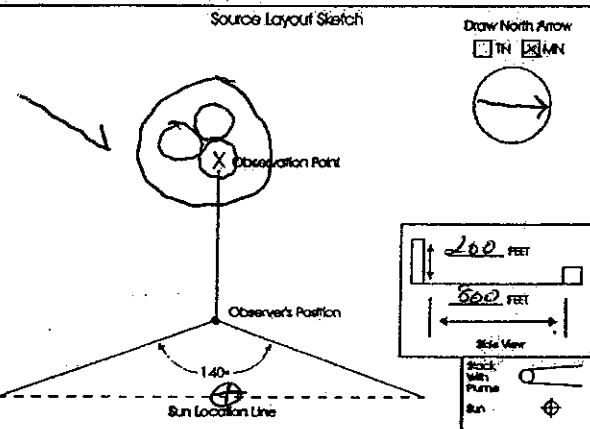 Source Layout Sketch
Draw North Arrow
TN X MN
X Observation Point
200 FEET
Observer's Position
FEET
Side View
140°
Stack
With
Plume
Sun Location Line
Sun